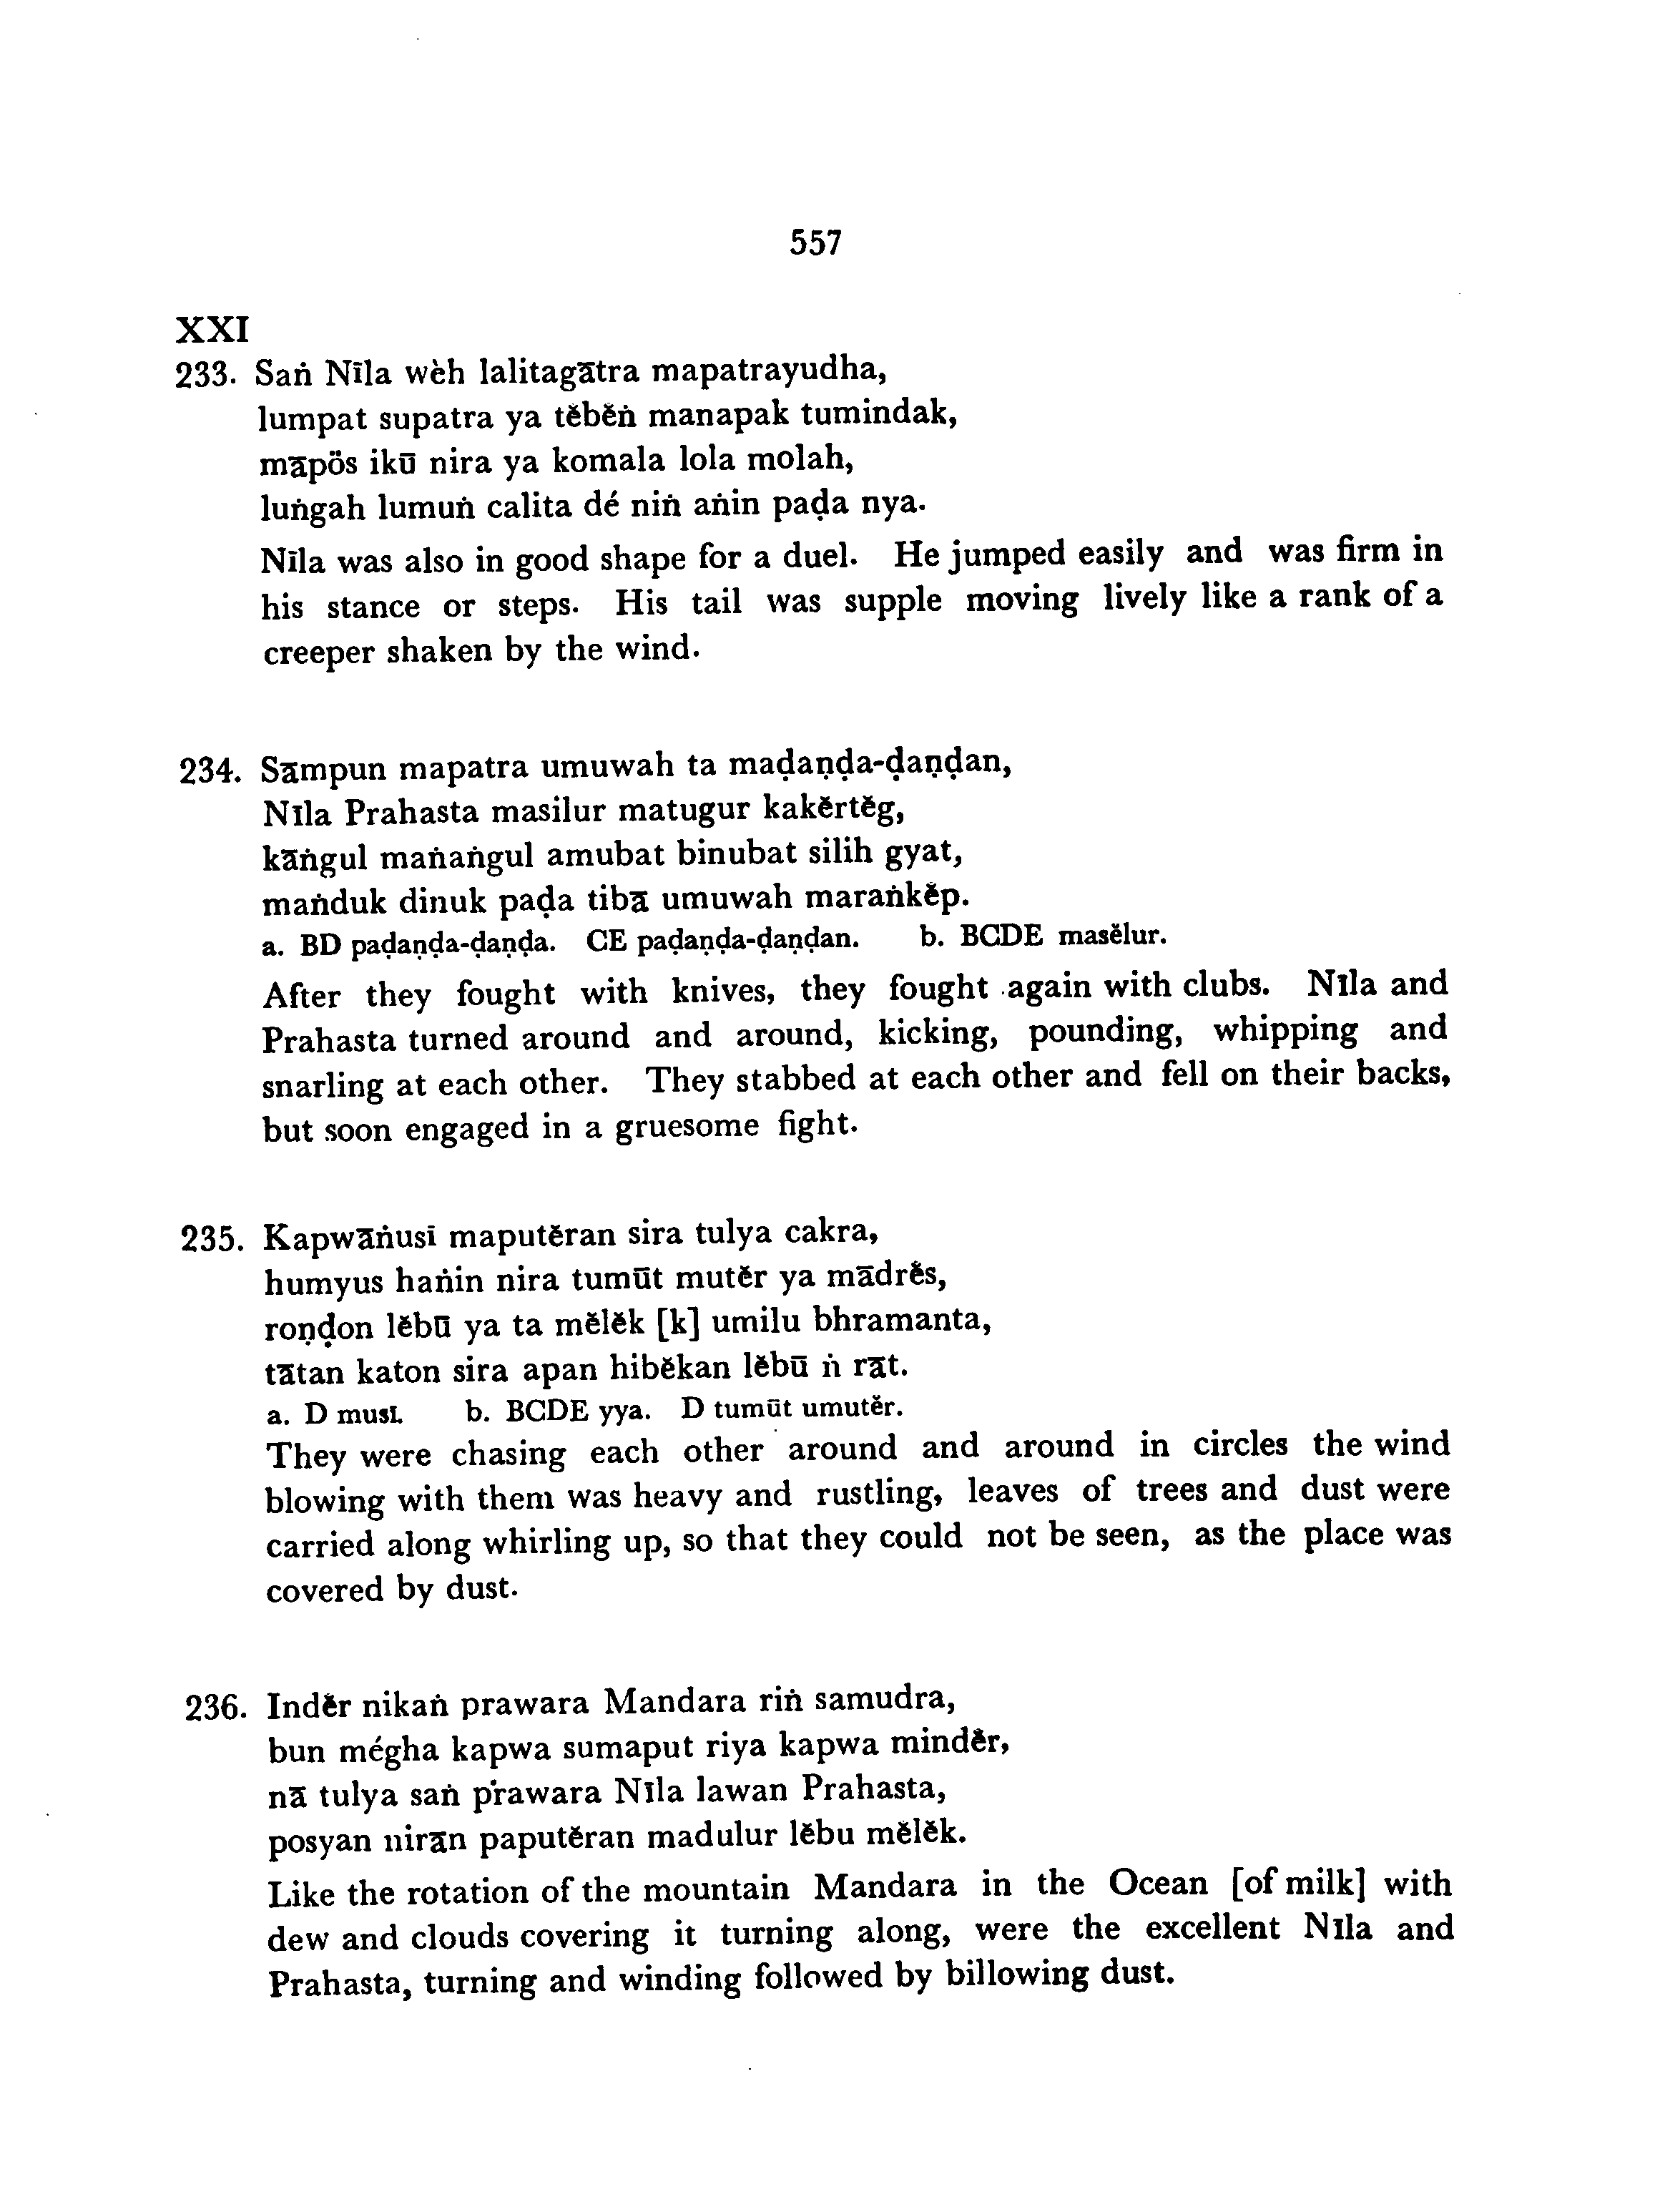 557
XXI
233. Saṅ Nīla wèh lalitagātra mapatrayudha,
lumpat supatra ya tĕbĕṅ manapak tumindak,
māpös ikū nira ya komala lola molah,
luṅgah lumuṅ calita dé niṅ aṅin paḍa nya.
Nīla was also in good shape for a duel. He jumped easily and was firm in
his stance or steps. His tail was supple moving lively like a rank of a
creeper shaken by the wind.
234. Sāmpun mapatra umuwah ta maḍaṇḍa-ḍaṇḍan,
Nīla Prahasta masilur matugur kakĕrtĕg,
kāṅgul maṅaṅgul amubat binubat silih gyat,
maṅduk dinuk paḍa tibā umuwah maraṅkĕp.
a. BD paḍaṇḍa-ḍaṇḍa. CE paḍaṇḍa-ḍaṇḍan. b. BCDE masĕlur.
After they fought with knives, they fought again with clubs. Nīla and
Prahasta turned around and around, kicking, pounding, whipping and
snarling at each other. They stabbed at each other and fell on their backs,
but soon engaged in a gruesome fight.
235. Kapwāṅusī maputĕran sira tulya cakra,
humyus haṅin nira tumūt mutĕr ya mādrĕs,
roṇḍon lĕbū ya ta mĕlĕk [k] umilu bhramanta,
tātan katon sira apan hibĕkan lĕbū ṅ rāt.
a. D musī. b. BCDE yya. D tumūt umutĕr.
They were chasing each other around and around in circles the wind
blowing with them was heavy and rustling, leaves of trees and dust were
carried along whirling up, so that they could not be seen, as the place was
covered by dust.
236. Indĕr nikaṅ prawara Mandara riṅ samudra,
bun mégha kapwa sumaput riya kapwa mindĕr,
nā tulya saṅ prawara Nīla lawan Prahasta,
posyan nirān paputĕran madulur lĕbu mĕlĕk.
Like the rotation of the mountain Mandara in the Ocean [of milk] with
dew and clouds covering it turning along, were the excellent Nīla and
Prahasta, turning and winding followed by billowing dust.